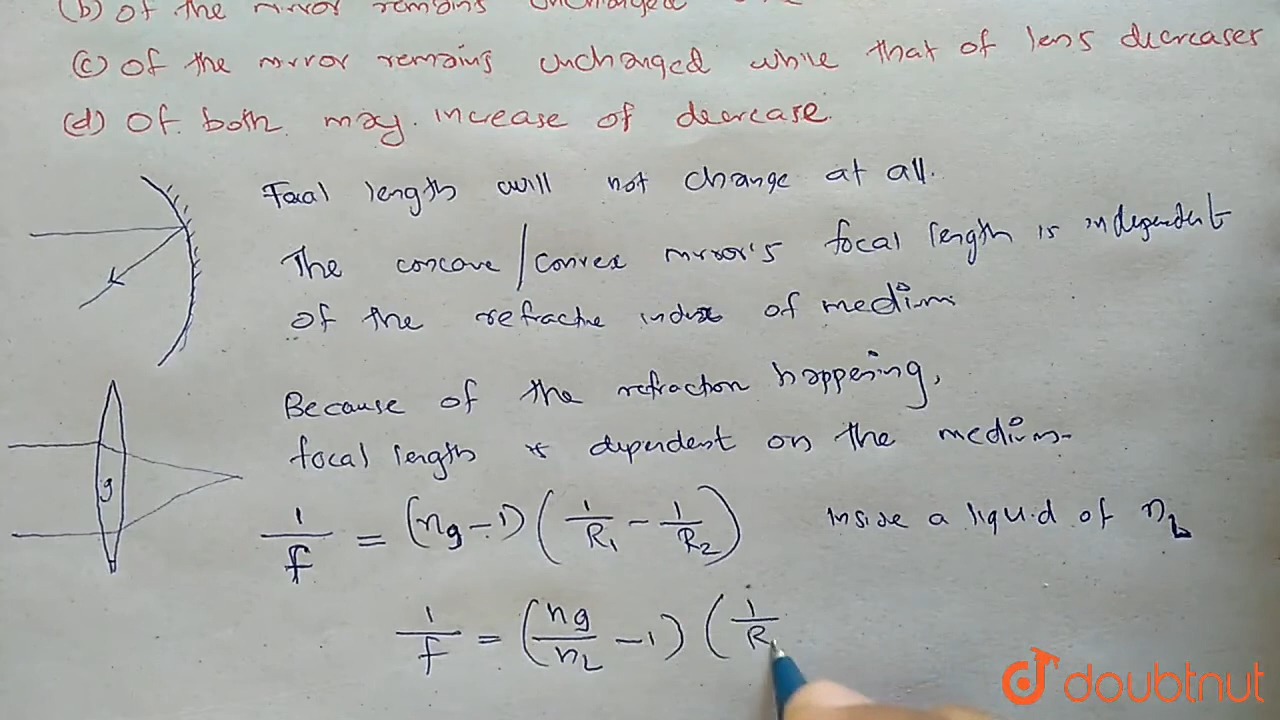 (b) Of the mirror remains unchanged
(c) Of the mirror remains unchanged while that of lens decreases
(d) Of both may increase of decrease.
Focal length will not change at all.
The concave/convex mirror's focal length is independent
of the refractive index of medium.
Because of the refraction happening,
focal length is dependent on the medium.
g
1/f = (ng - 1) (1/R1 - 1/R2) Inside a liquid of nL
1/f = (ng/nL - 1) (1/R
doubtnut